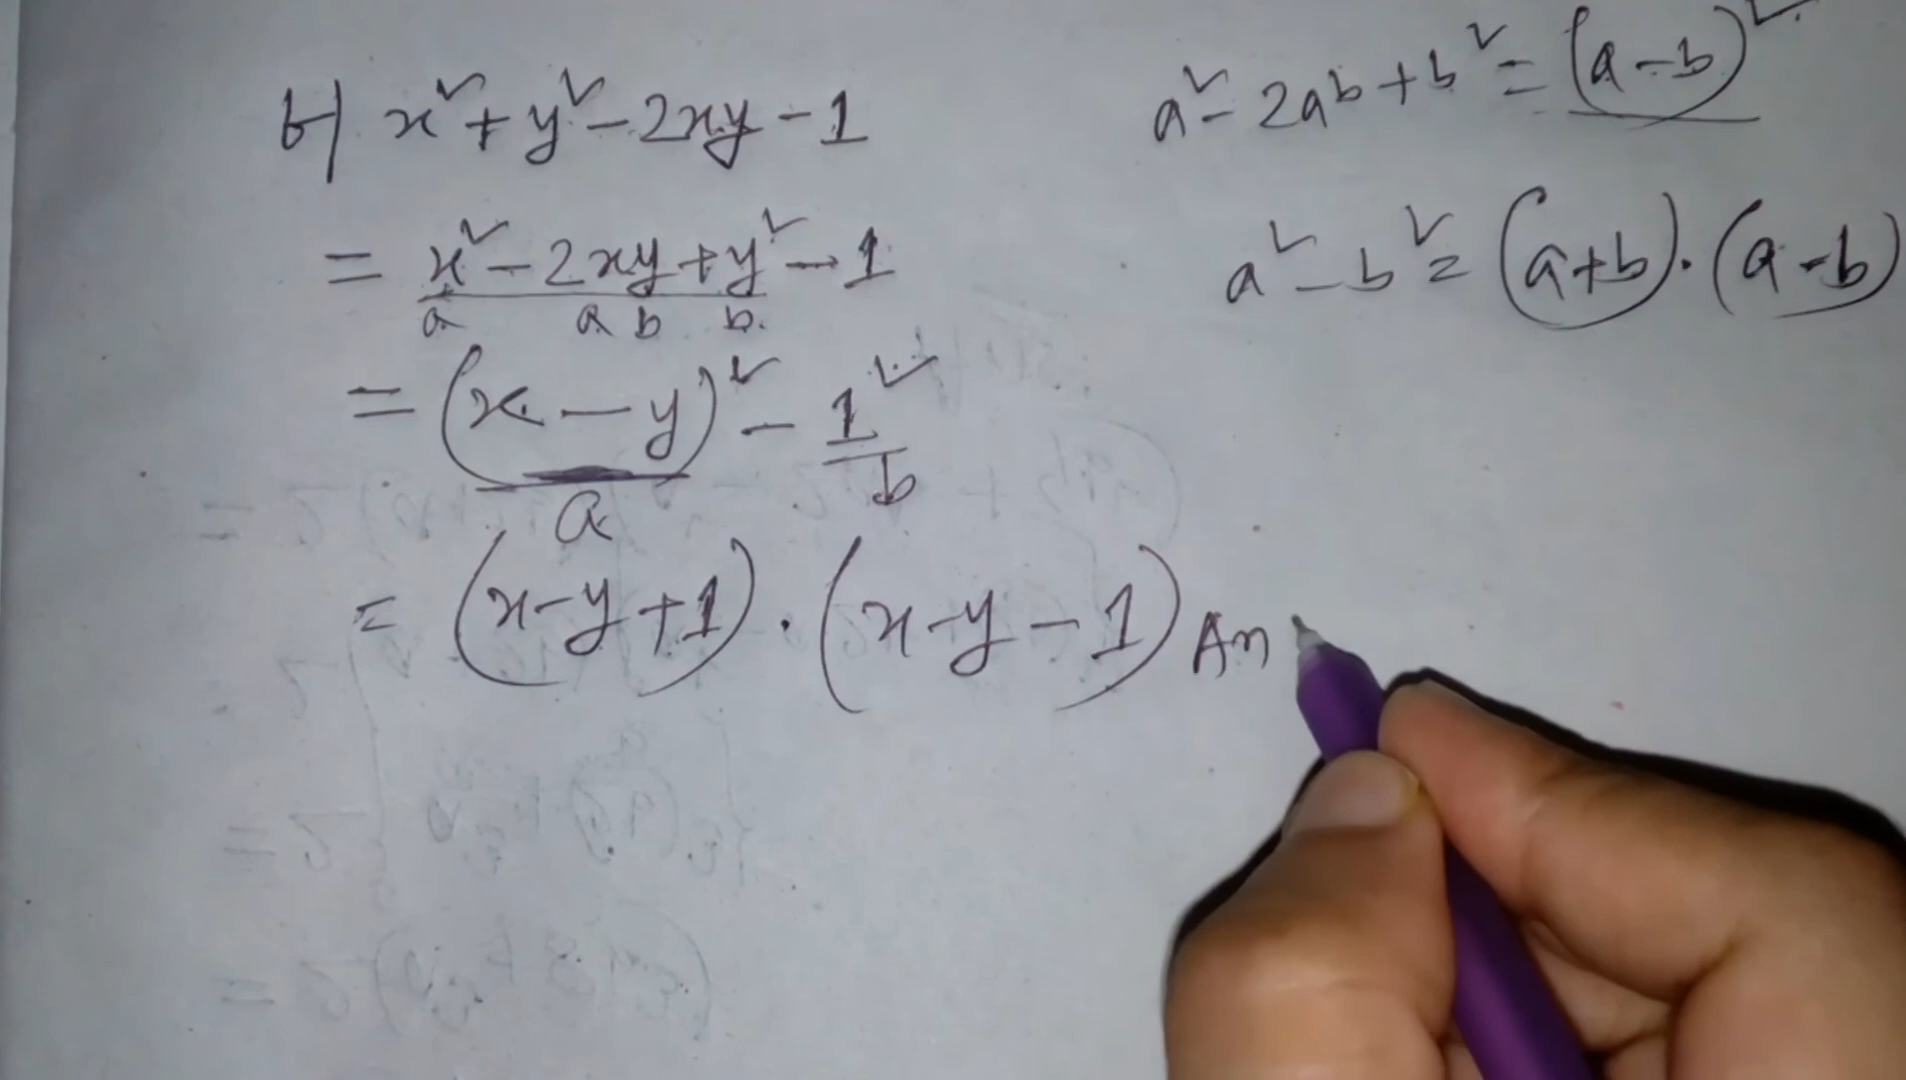 b) x² + y² - 2xy - 1
= x² - 2xy + y² - 1
a a b b.
= (x - y)² - 1²
a b
= (x-y+1) . (x-y-1) An
a² - 2ab + b² = (a-b)²
a² - b² = (a+b) . (a-b)